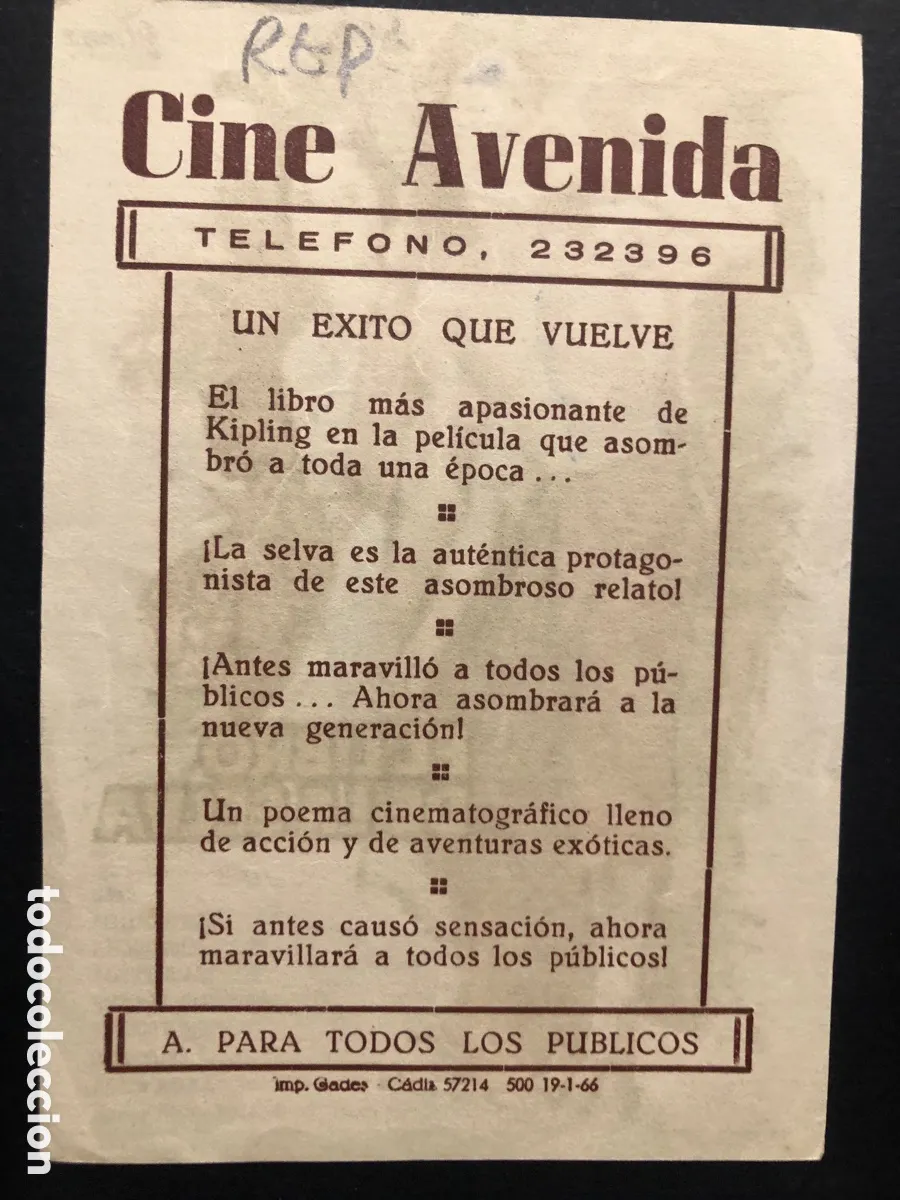 REP
Cine Avenida
TELEFONO, 232396
UN EXITO QUE VUELVE
El libro más apasionante de
Kipling en la película que asom-
bró a toda una época...
¡La selva es la auténtica protago-
nista de este asombroso relato!
¡Antes maravilló a todos los pú-
blicos... Ahora asombrará a la
nueva generación!
Un poema cinematográfico lleno
de acción y de aventuras exóticas.
¡Si antes causó sensación, ahora
maravillará a todos los públicos!
A. PARA TODOS LOS PUBLICOS
imp. Gades - Cádiz 57214 500 19-1-66
todocoleccion